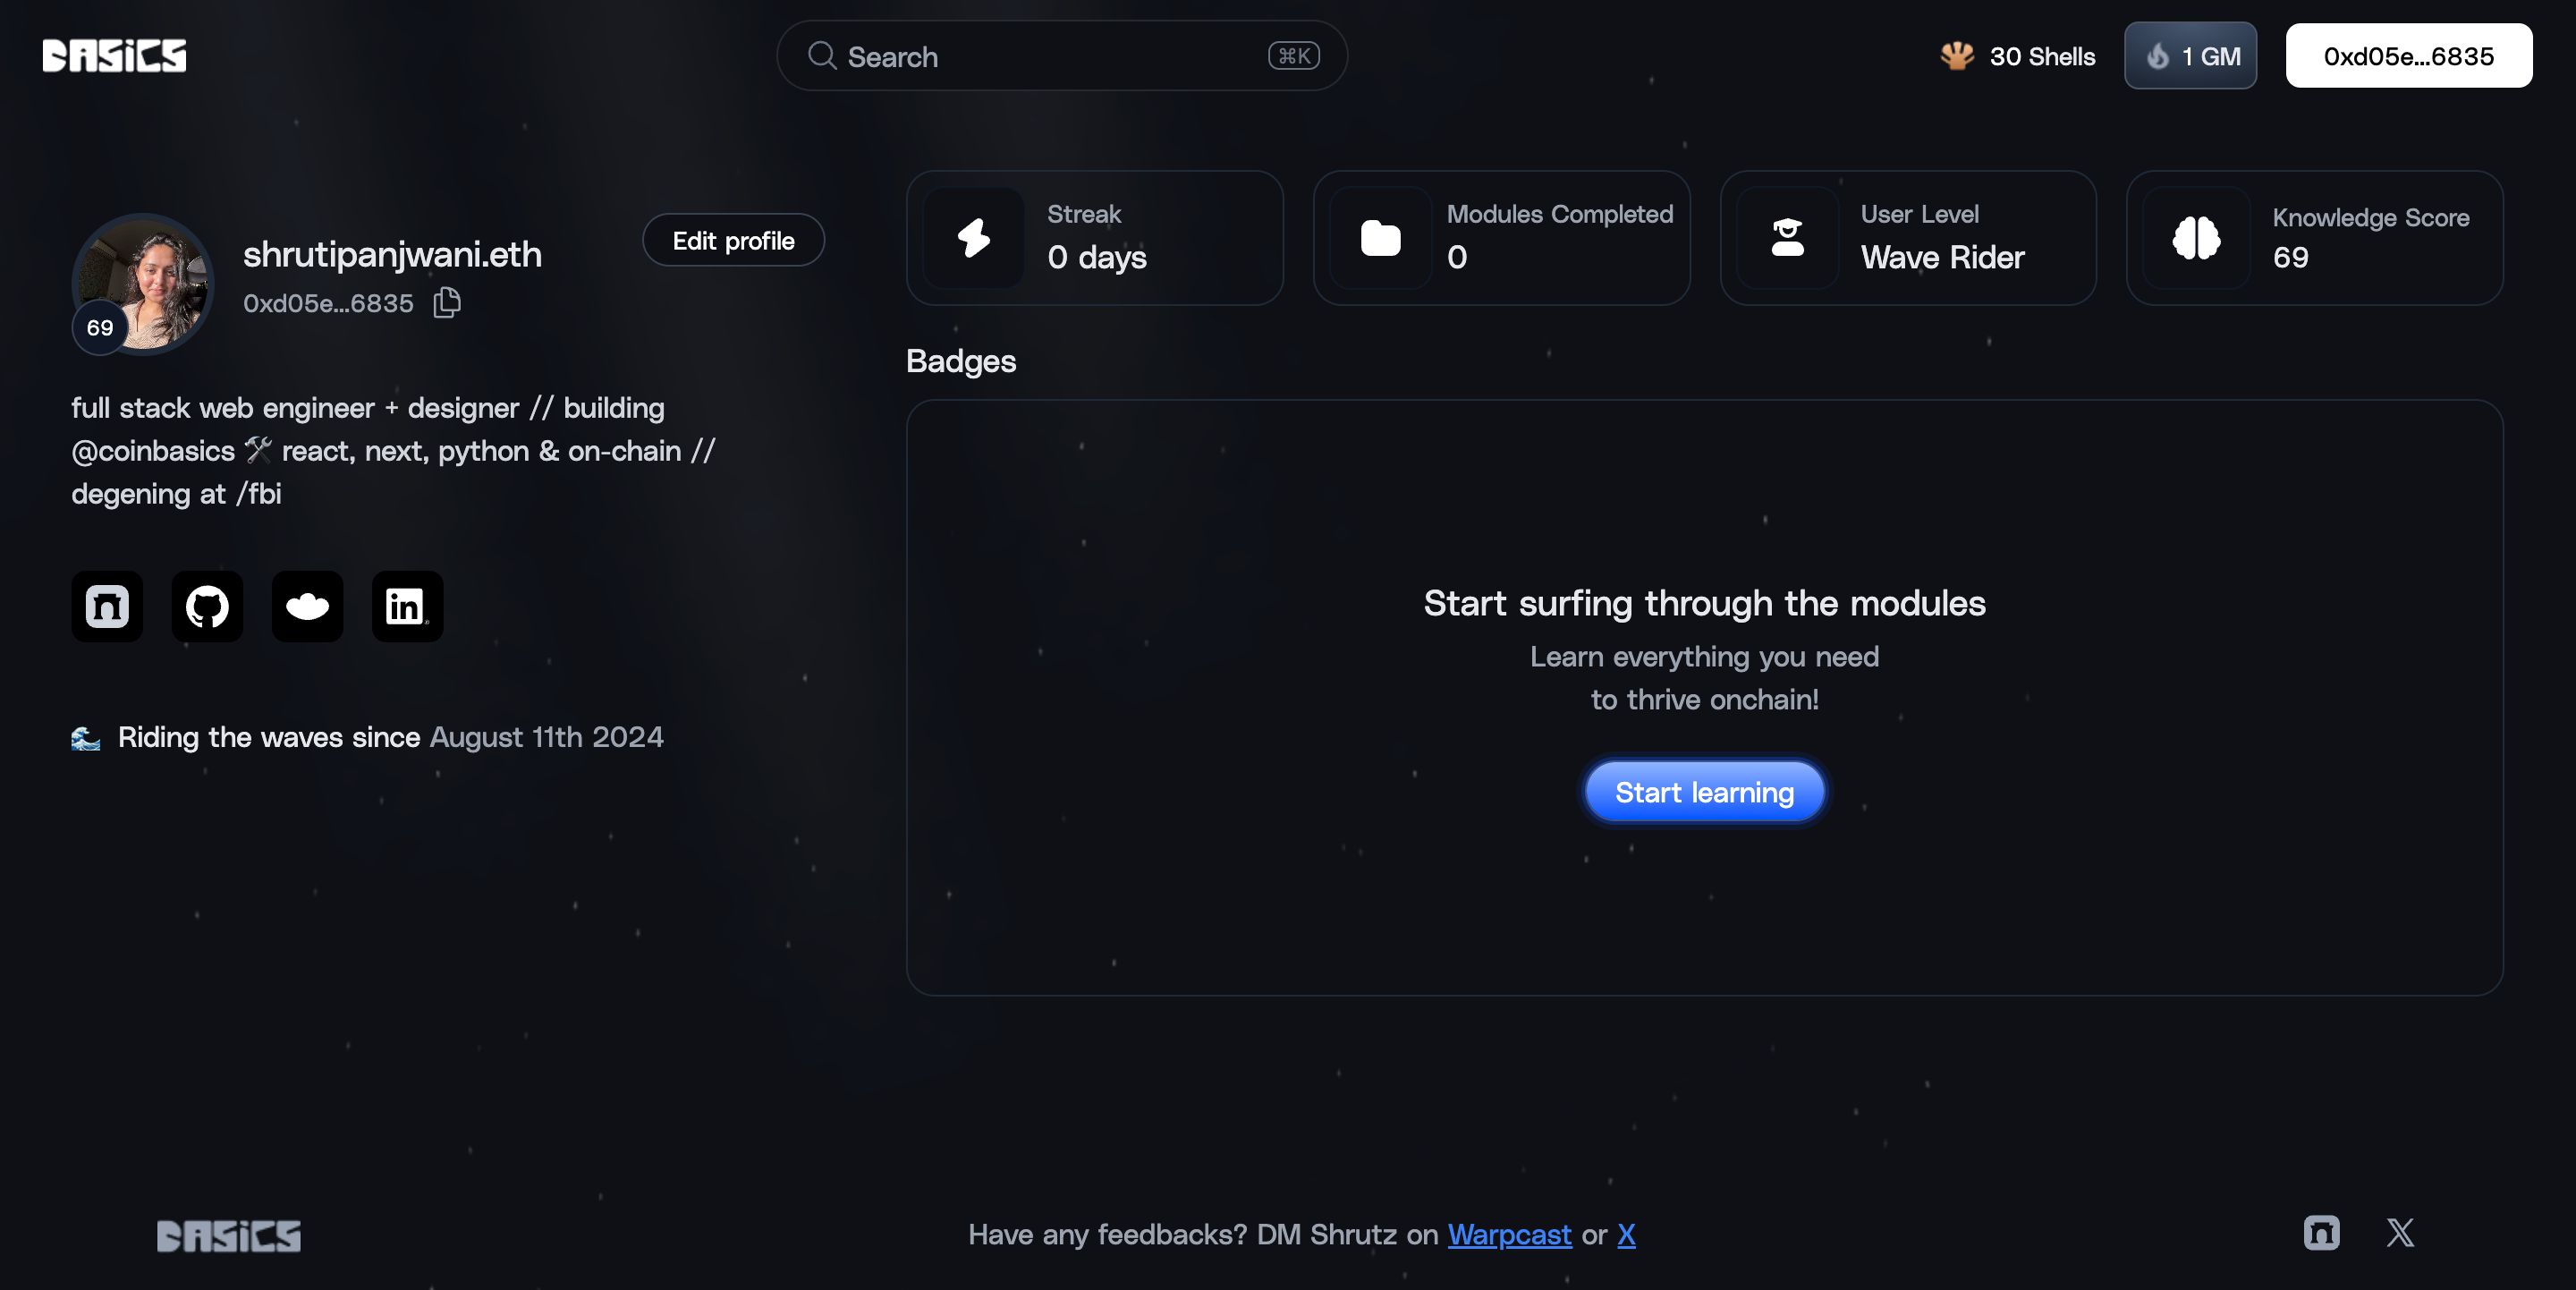 BASiCS
Search
⌘K
30 Shells
1 GM
0xd05e...6835
shrutipanjwani.eth
Edit profile
0xd05e...6835
69
full stack web engineer + designer // building
@coinbasics 🛠 react, next, python & on-chain //
degening at /fbi
in
🌊 Riding the waves since August 11th 2024
Streak
0 days
Modules Completed
0
User Level
Wave Rider
Knowledge Score
69
Badges
Start surfing through the modules
Learn everything you need
to thrive onchain!
Start learning
BASiCS
Have any feedbacks? DM Shrutz on Warpcast or X